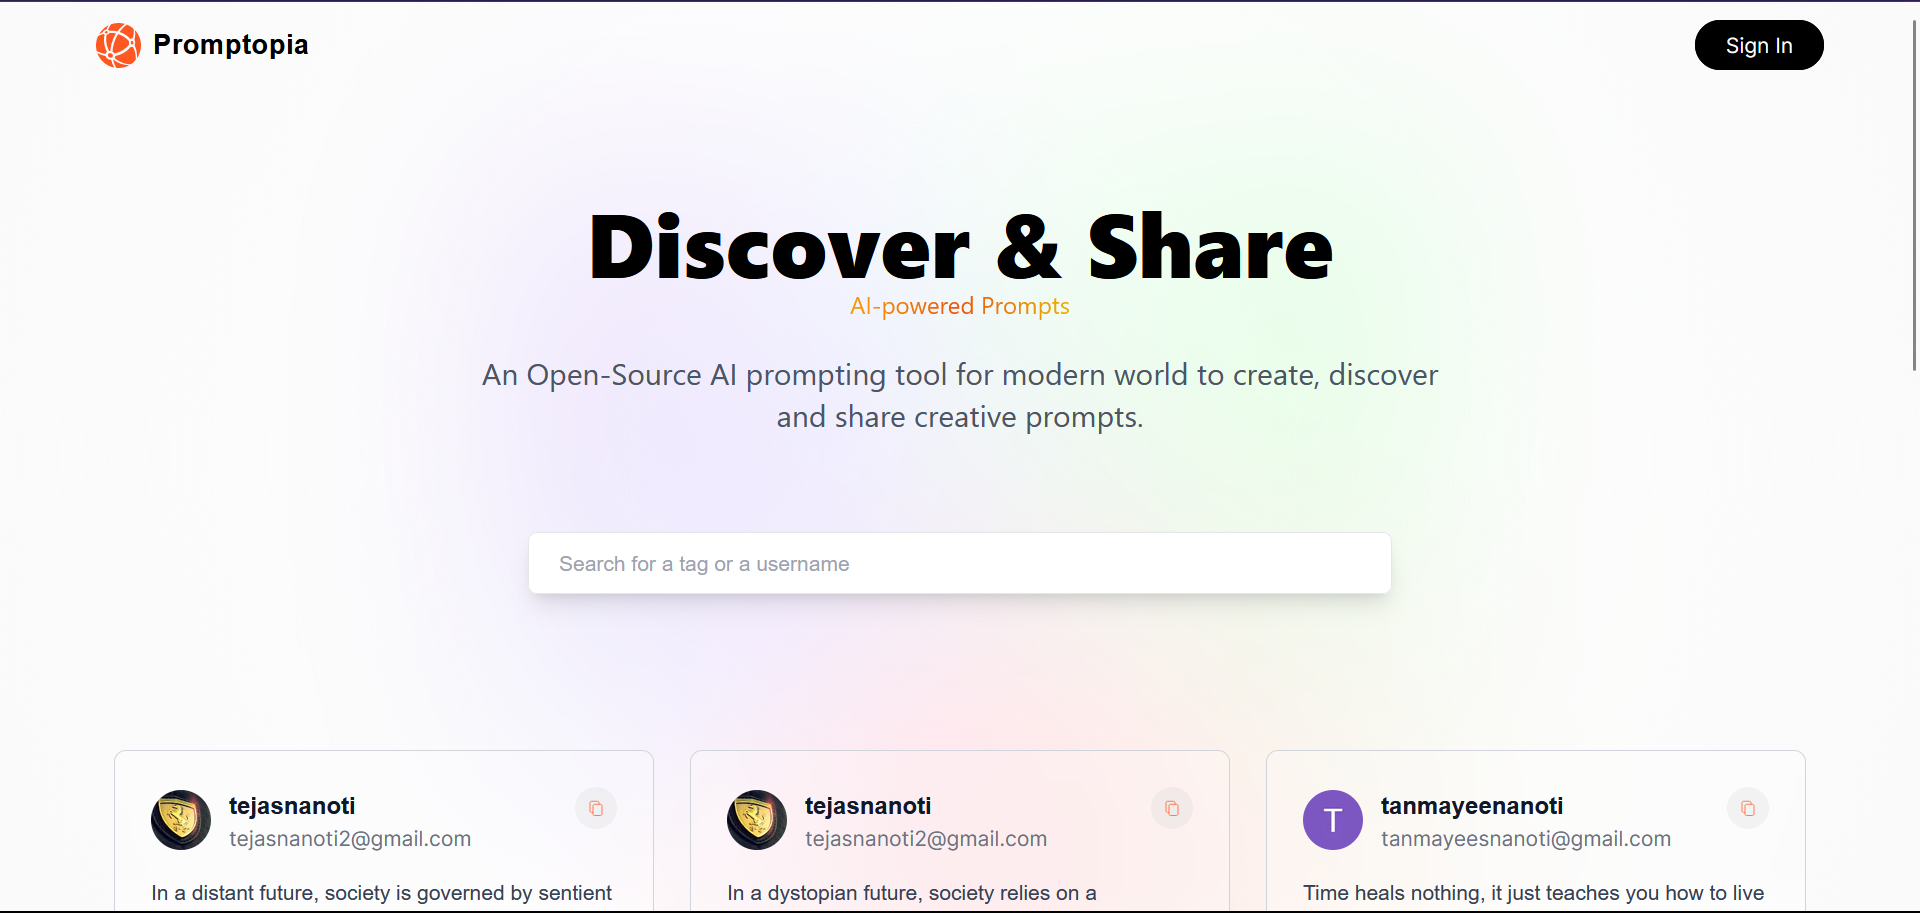 Promptopia
Sign In
Discover & Share
AI-powered Prompts
An Open-Source AI prompting tool for modern world to create, discover
and share creative prompts.
Search for a tag or a username
tejasnanoti
tejasnanoti2@gmail.com
In a distant future, society is governed by sentient
tejasnanoti
tejasnanoti2@gmail.com
In a dystopian future, society relies on a
T
tanmayeenanoti
tanmayeesnanoti@gmail.com
Time heals nothing, it just teaches you how to live